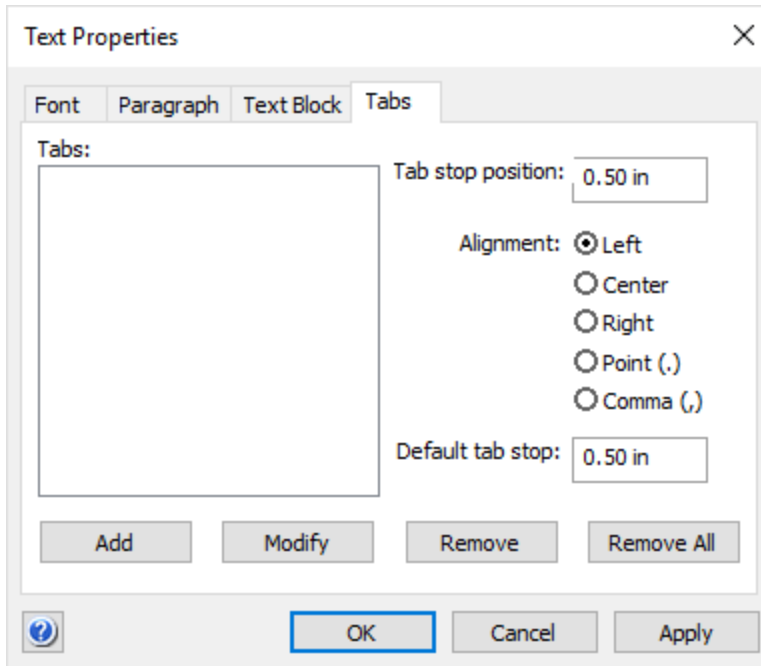 Text Properties
Font Paragraph Text Block Tabs
Tabs:
Tab stop position: 0.50 in
Alignment: Left
Center
Right
Point (.)
Comma (,)
Default tab stop: 0.50 in
Add Modify Remove Remove All
? OK Cancel Apply